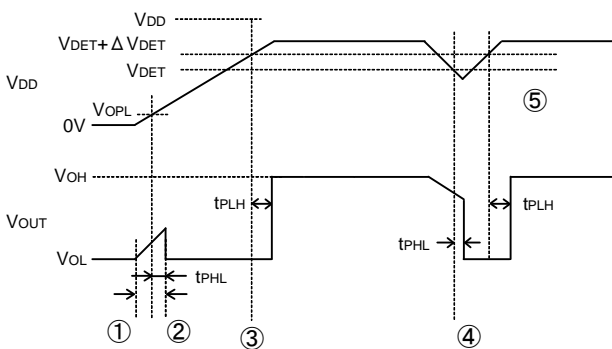 VDD
VDET+ΔVDET
VDET
VDD
VOPL
0V
⑤
VOH
tPLH
tPLH
VOUT
tPHL
VOL
tPHL
① ② ③ ④